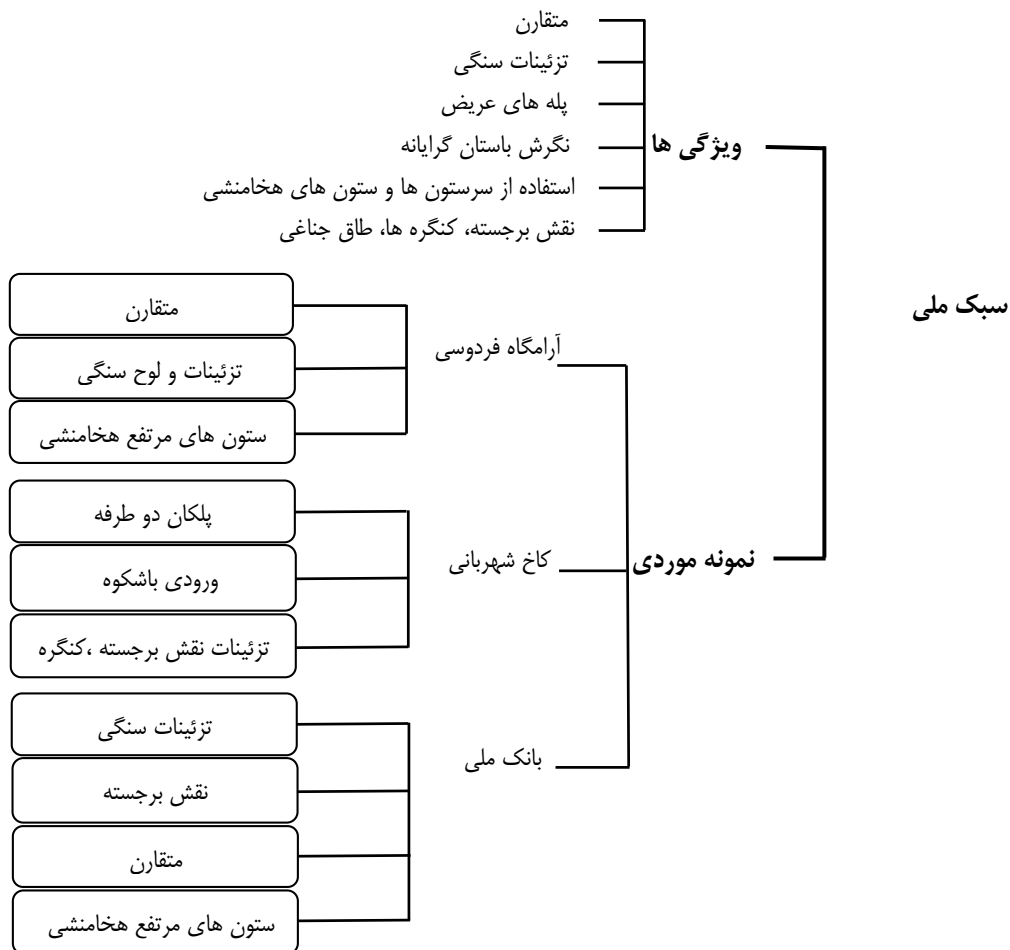 سبک ملی
ویژگی ها
متقارن
تزئینات سنگی
پله های عریض
نگرش باستان گرایانه
استفاده از سرستون ها و ستون های هخامنشی
نقش برجسته، کنگره ها، طاق جناغی
نمونه موردی
آرامگاه فردوسی
متقارن
تزئینات و لوح سنگی
ستون های مرتفع هخامنشی
کاخ شهربانی
پلکان دو طرفه
ورودی باشکوه
تزئینات نقش برجسته ،کنگره
بانک ملی
تزئینات سنگی
نقش برجسته
متقارن
ستون های مرتفع هخامنشی